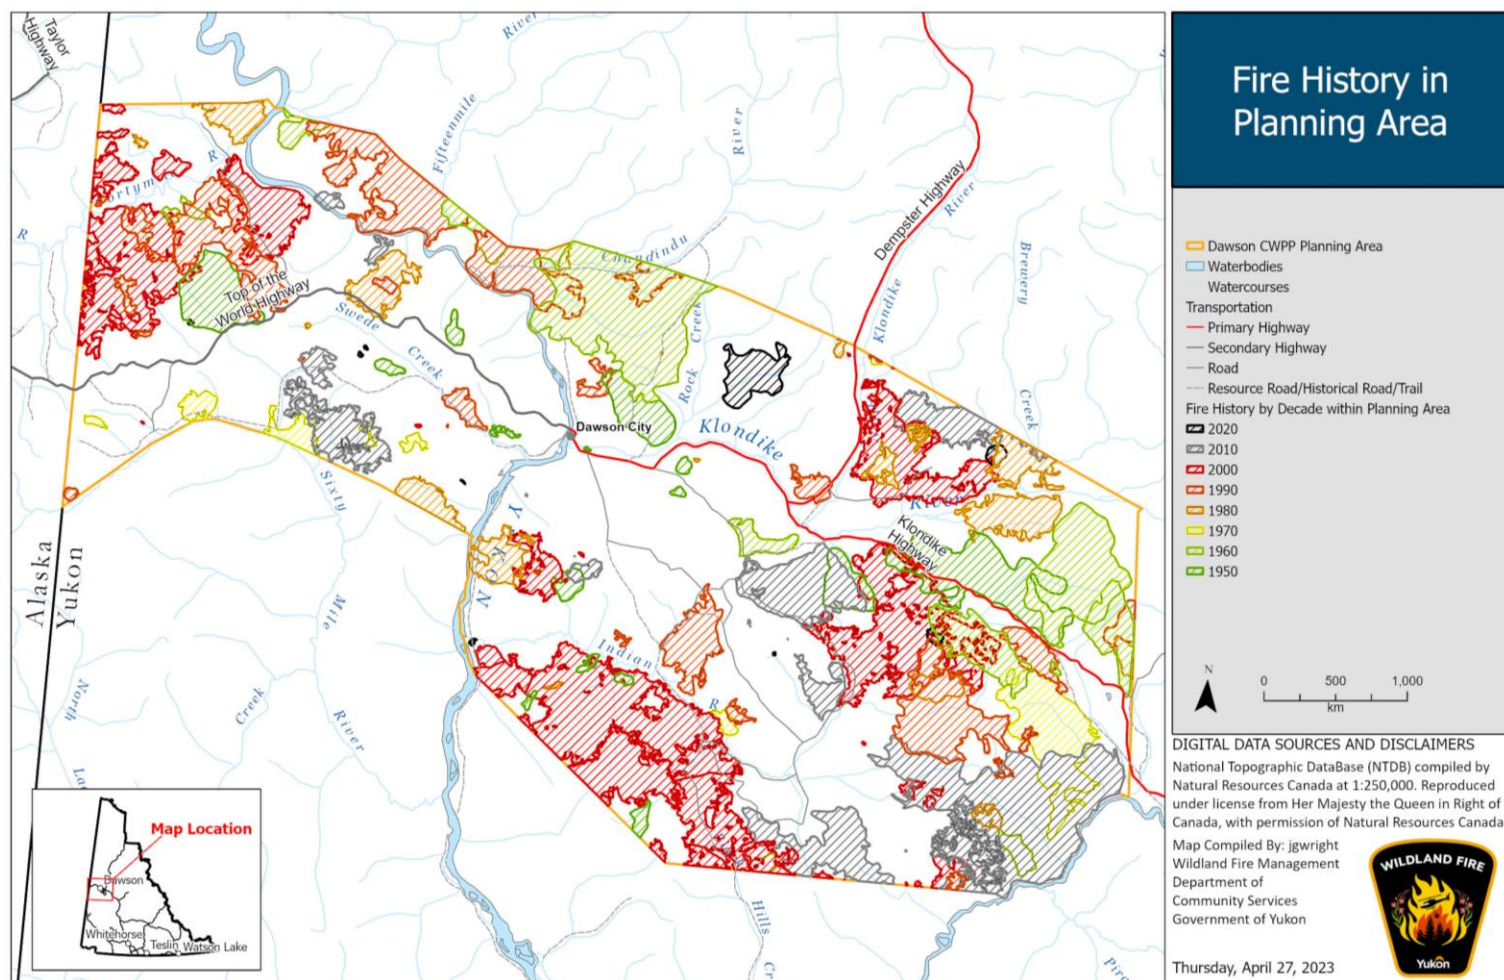 Fire History in
Planning Area
Dawson CWPP Planning Area
Waterbodies
Watercourses
Transportation
Primary Highway
Secondary Highway
Road
Resource Road/Historical Road/Trail
Fire History by Decade within Planning Area
2020
2010
2000
1990
1980
1970
1960
1950
N
0 500 1,000
km
DIGITAL DATA SOURCES AND DISCLAIMERS
National Topographic DataBase (NTDB) compiled by
Natural Resources Canada at 1:250,000. Reproduced
under license from Her Majesty the Queen in Right of
Canada, with permission of Natural Resources Canada
Map Compiled By: jgwright
Wildland Fire Management
Department of
Community Services
Government of Yukon
Thursday, April 27, 2023
WILDLAND FIRE
Yukon
Taylor
Highway
River
Fifteenmile
River
Dempster Highway
River
Klondike
Brewery
Creek
R
R
Chandindu
Top of the
World Highway
Swede
Creek
Rock
Creek
Dawson City
Klondike
River
Klondike
Highway
Sixty
Mile
River
YUKON
Alaska
Yukon
Indian
R
North
Creek
Hills
Map Location
Dawson
Whitehorse
Teslin
Watson Lake